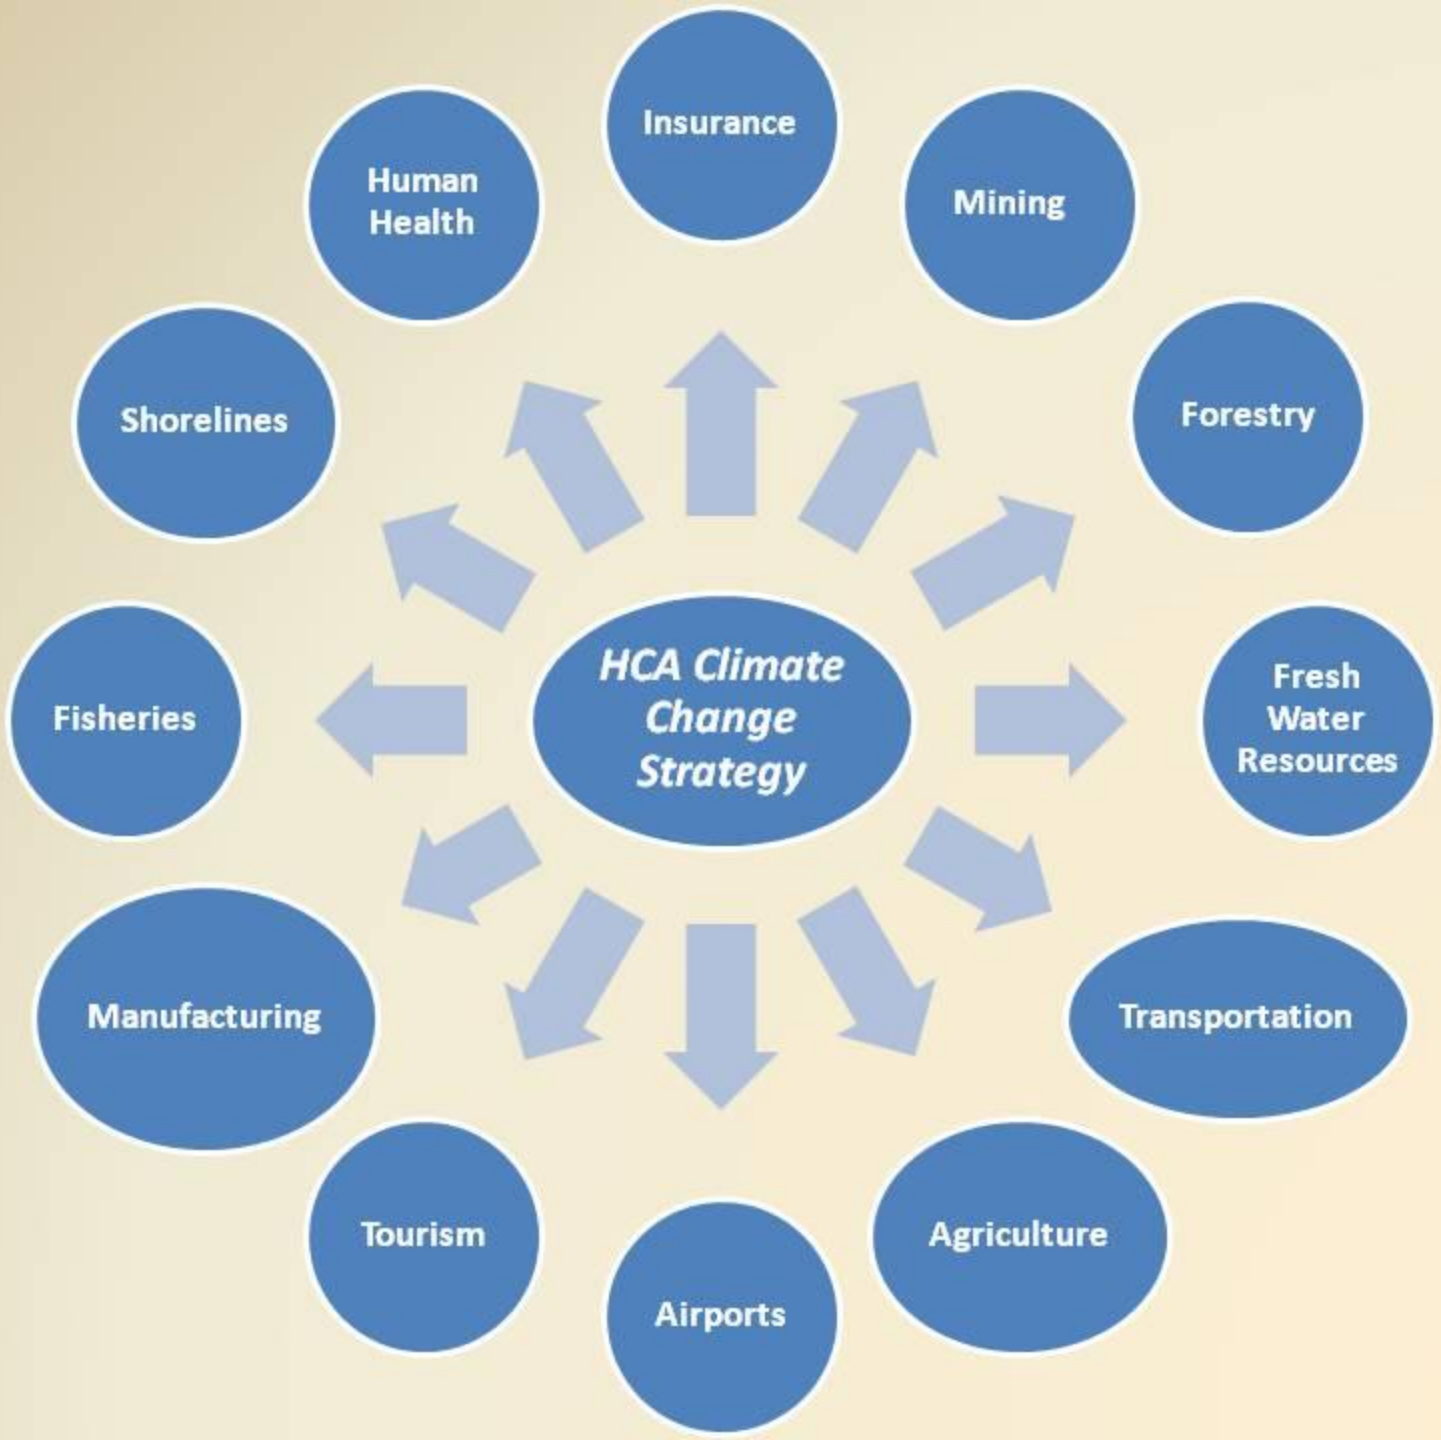 Insurance
Mining
Forestry
Fresh
Water
Resources
Transportation
Agriculture
Airports
Tourism
Manufacturing
Fisheries
Shorelines
Human
Health
HCA Climate
Change
Strategy